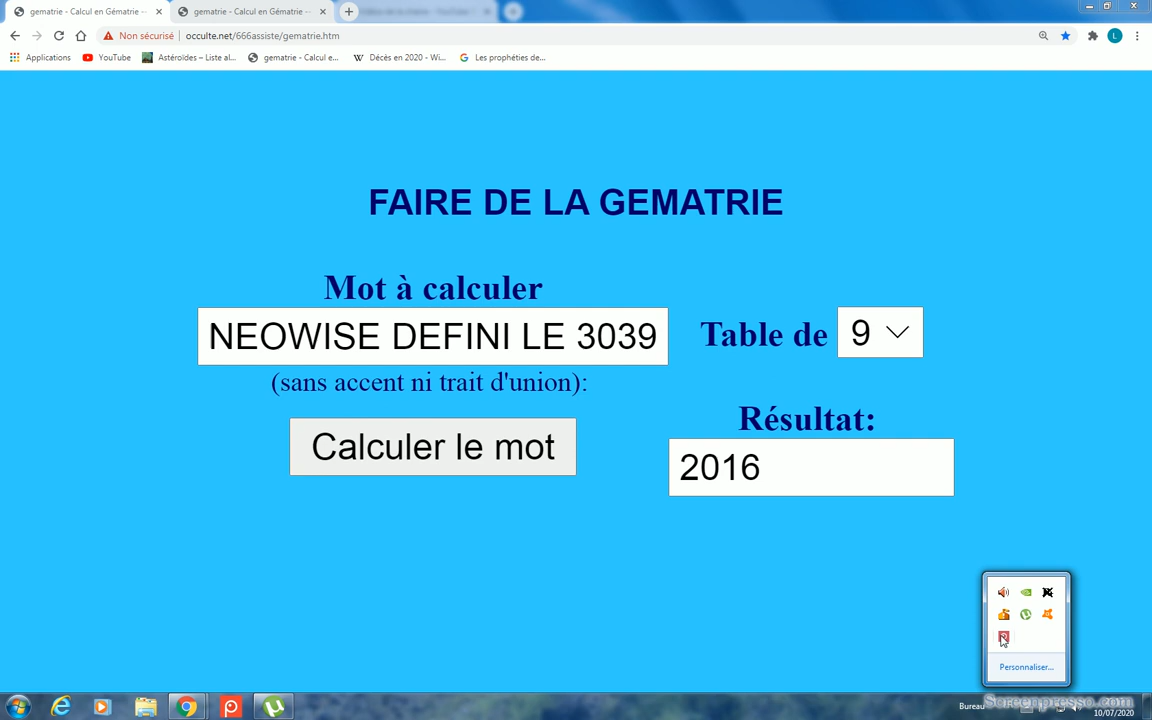 gematrie - Calcul en Gématrie -
gematrie - Calcul en Gématrie -
Non sécurisé
occulte.net/666assiste/gematrie.htm
L
Applications
YouTube
Astéroïdes – Liste al...
gematrie - Calcul e...
W Décès en 2020 - Wi...
Les prophéties de...
FAIRE DE LA GEMATRIE
Mot à calculer
NEOWISE DEFINI LE 3039
Table de 9
(sans accent ni trait d'union):
Calculer le mot
Résultat:
2016
Personnaliser...
Bureau
Screenpresso.com
10/07/2020